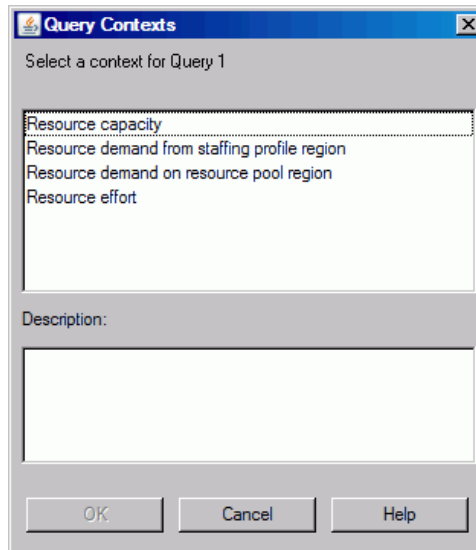 Query Contexts
Select a context for Query 1
Resource capacity
Resource demand from staffing profile region
Resource demand on resource pool region
Resource effort
Description:
OK Cancel Help